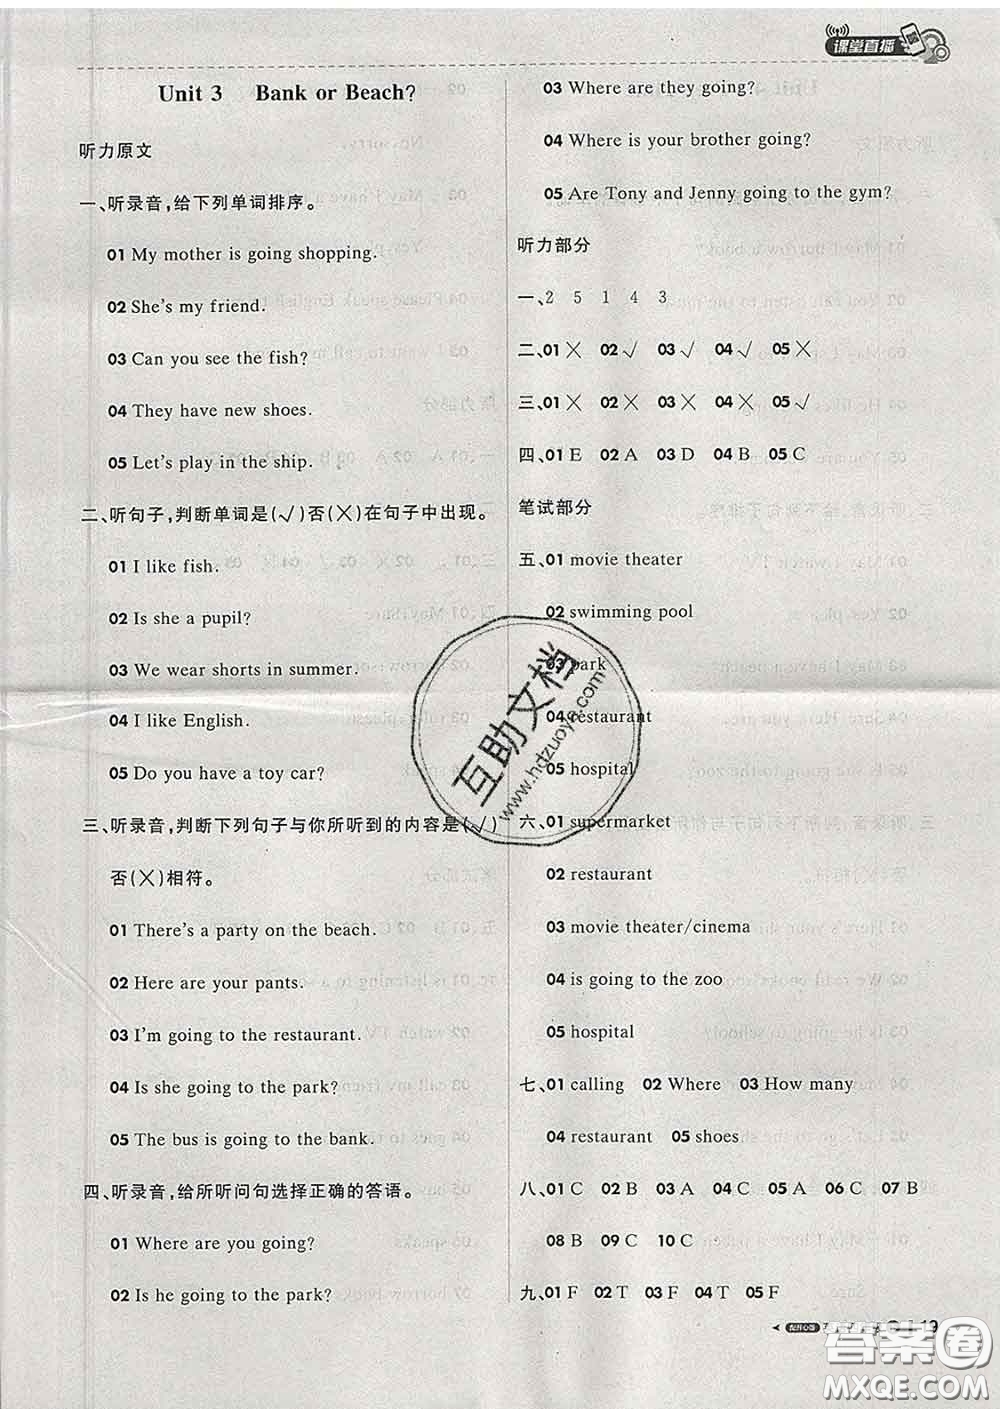 课堂直播
Unit 3 Bank or Beach?
听力原文
一、听录音,给下列单词排序。
01 My mother is going shopping.
02 She's my friend.
03 Can you see the fish?
04 They have new shoes.
05 Let's play in the ship.
二、听句子,判断单词是(√)否(×)在句子中出现。
01 I like fish.
02 Is she a pupil?
03 We wear shorts in summer.
04 I like English.
05 Do you have a toy car?
三、听录音,判断下列句子与你所听到的内容是(√)
否(×)相符。
01 There's a party on the beach.
02 Here are your pants.
03 I'm going to the restaurant.
04 Is she going to the park?
05 The bus is going to the bank.
四、听录音,给所听问句选择正确的答语。
01 Where are you going?
02 Is he going to the park?
03 Where are they going?
04 Where is your brother going?
05 Are Tony and Jenny going to the gym?
听力部分
一、2 5 1 4 3
二、01 × 02 √ 03 √ 04 √ 05 ×
三、01 × 02 × 03 × 04 × 05 √
四、01 E 02 A 03 D 04 B 05 C
笔试部分
五、01 movie theater
02 swimming pool
03 park
04 restaurant
05 hospital
六、01 supermarket
02 restaurant
03 movie theater/cinema
04 is going to the zoo
05 hospital
七、01 calling 02 Where 03 How many
04 restaurant 05 shoes
八、01 C 02 B 03 A 04 C 05 A 06 C 07 B
08 B 09 C 10 C
九、01 F 02 T 03 F 04 T 05 F
互助文档
www.hdzuoye.com
答案圈
MXQE.COM